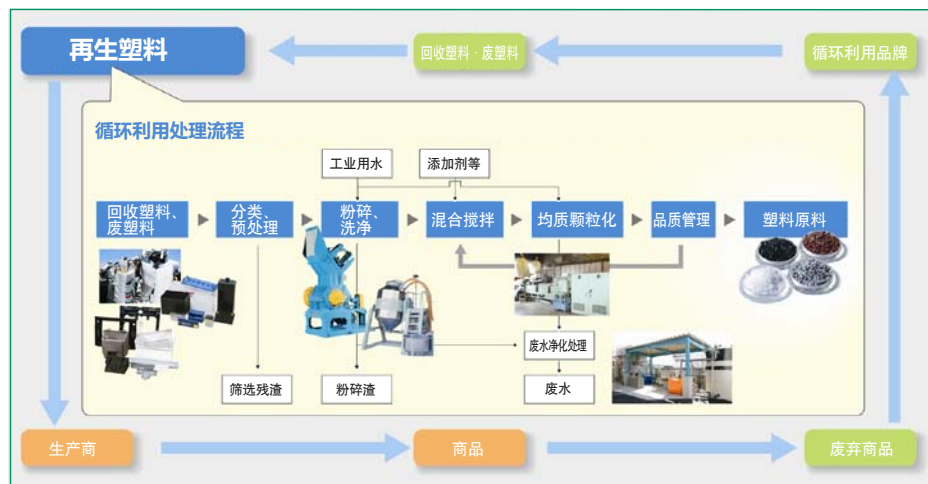 再生塑料
回收塑料·废塑料
循环利用品牌
循环利用处理流程
工业用水
添加剂等
回收塑料、
废塑料
分类、
预处理
粉碎、
洗净
混合搅拌
均质颗粒化
品质管理
塑料原料
废水净化处理
筛选残渣
粉碎渣
废水
生产商
商品
废弃商品